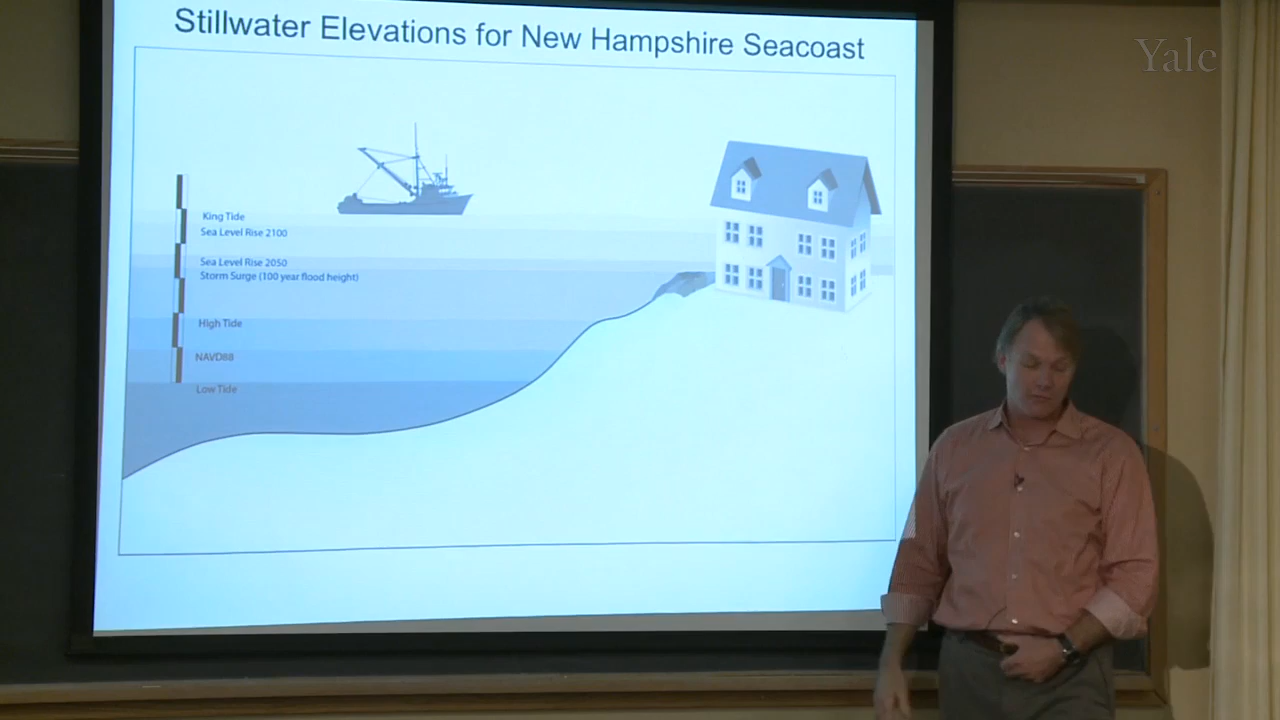 Stillwater Elevations for New Hampshire Seacoast
Yale
King Tide
Sea Level Rise 2100
Sea Level Rise 2050
Storm Surge (100 year flood height)
High Tide
NAVD88
Low Tide